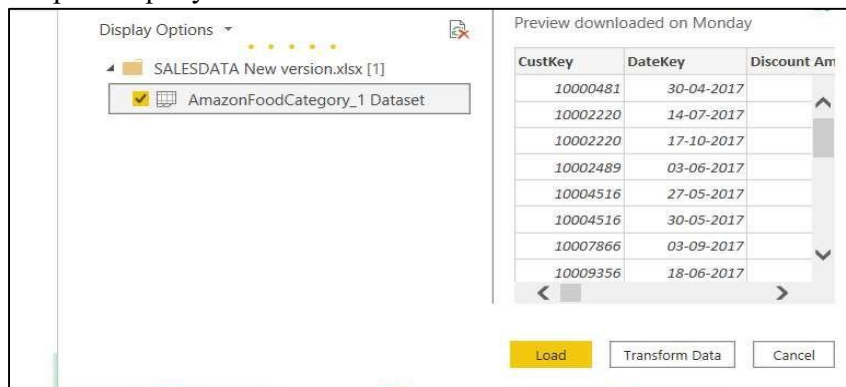 Display Options
SALESDATA New version.xlsx [1]
AmazonFoodCategory_1 Dataset
Preview downloaded on Monday
CustKey DateKey Discount Am
10000481 30-04-2017
10002220 14-07-2017
10002220 17-10-2017
10002489 03-06-2017
10004516 27-05-2017
10004516 30-05-2017
10007866 03-09-2017
10009356 18-06-2017
Load Transform Data Cancel